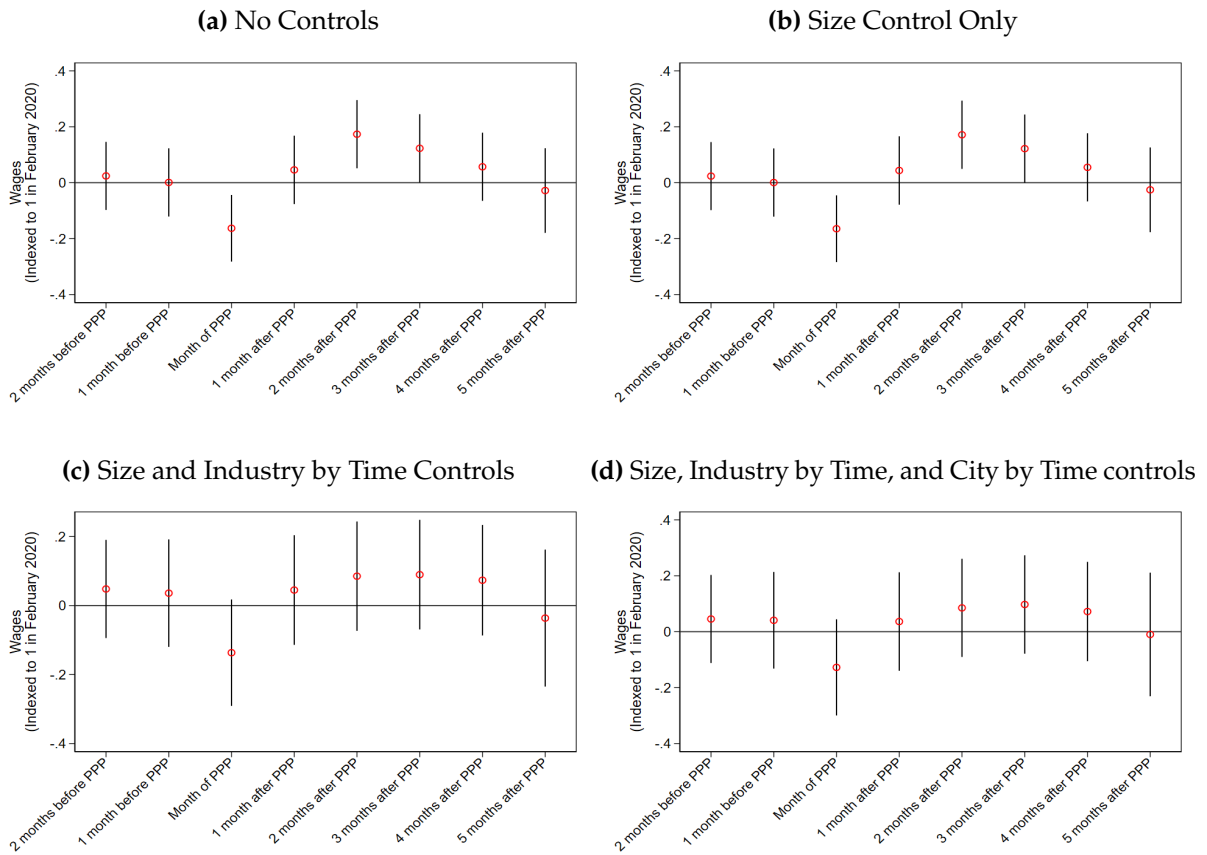 (a) No Controls
Wages
(Indexed to 1 in February 2020)
.4
.2
0
-.2
-.4
2 months before PPP
1 month before PPP
Month of PPP
1 month after PPP
2 months after PPP
3 months after PPP
4 months after PPP
5 months after PPP
(b) Size Control Only
Wages
(Indexed to 1 in February 2020)
.4
.2
0
-.2
-.4
2 months before PPP
1 month before PPP
Month of PPP
1 month after PPP
2 months after PPP
3 months after PPP
4 months after PPP
5 months after PPP
(c) Size and Industry by Time Controls
Wages
(Indexed to 1 in February 2020)
.2
0
-.2
-.4
2 months before PPP
1 month before PPP
Month of PPP
1 month after PPP
2 months after PPP
3 months after PPP
4 months after PPP
5 months after PPP
(d) Size, Industry by Time, and City by Time controls
Wages
(Indexed to 1 in February 2020)
.4
.2
0
-.2
-.4
2 months before PPP
1 month before PPP
Month of PPP
1 month after PPP
2 months after PPP
3 months after PPP
4 months after PPP
5 months after PPP